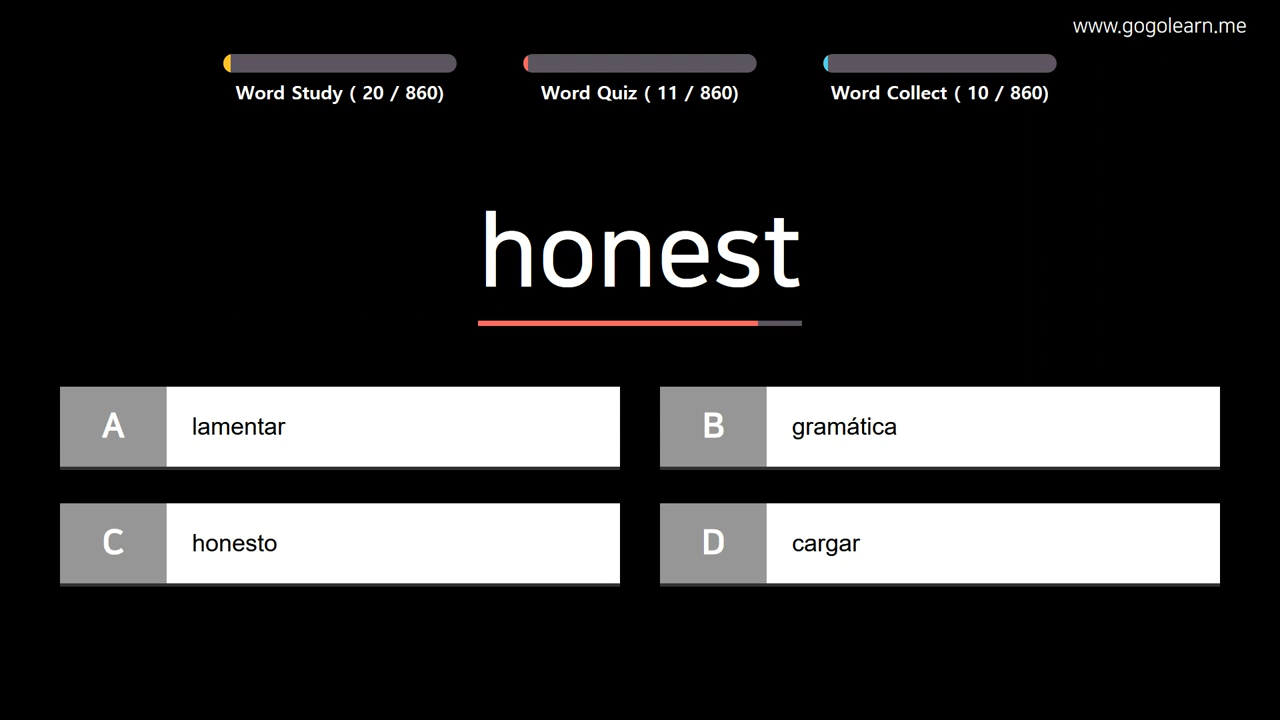 www.gogolearn.me
Word Study ( 20 / 860)
Word Quiz ( 11 / 860)
Word Collect ( 10 / 860)
honest
A lamentar
B gramática
C honesto
D cargar